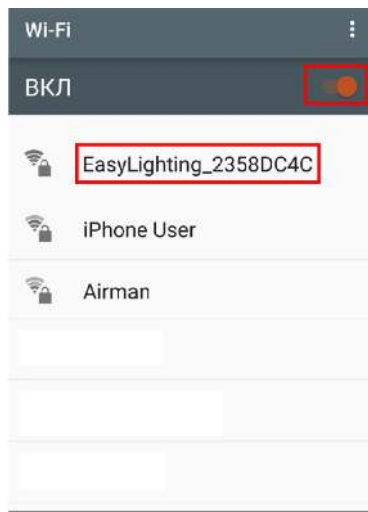 Wi-Fi
ВКЛ
EasyLighting_2358DC4C
iPhone User
Airman